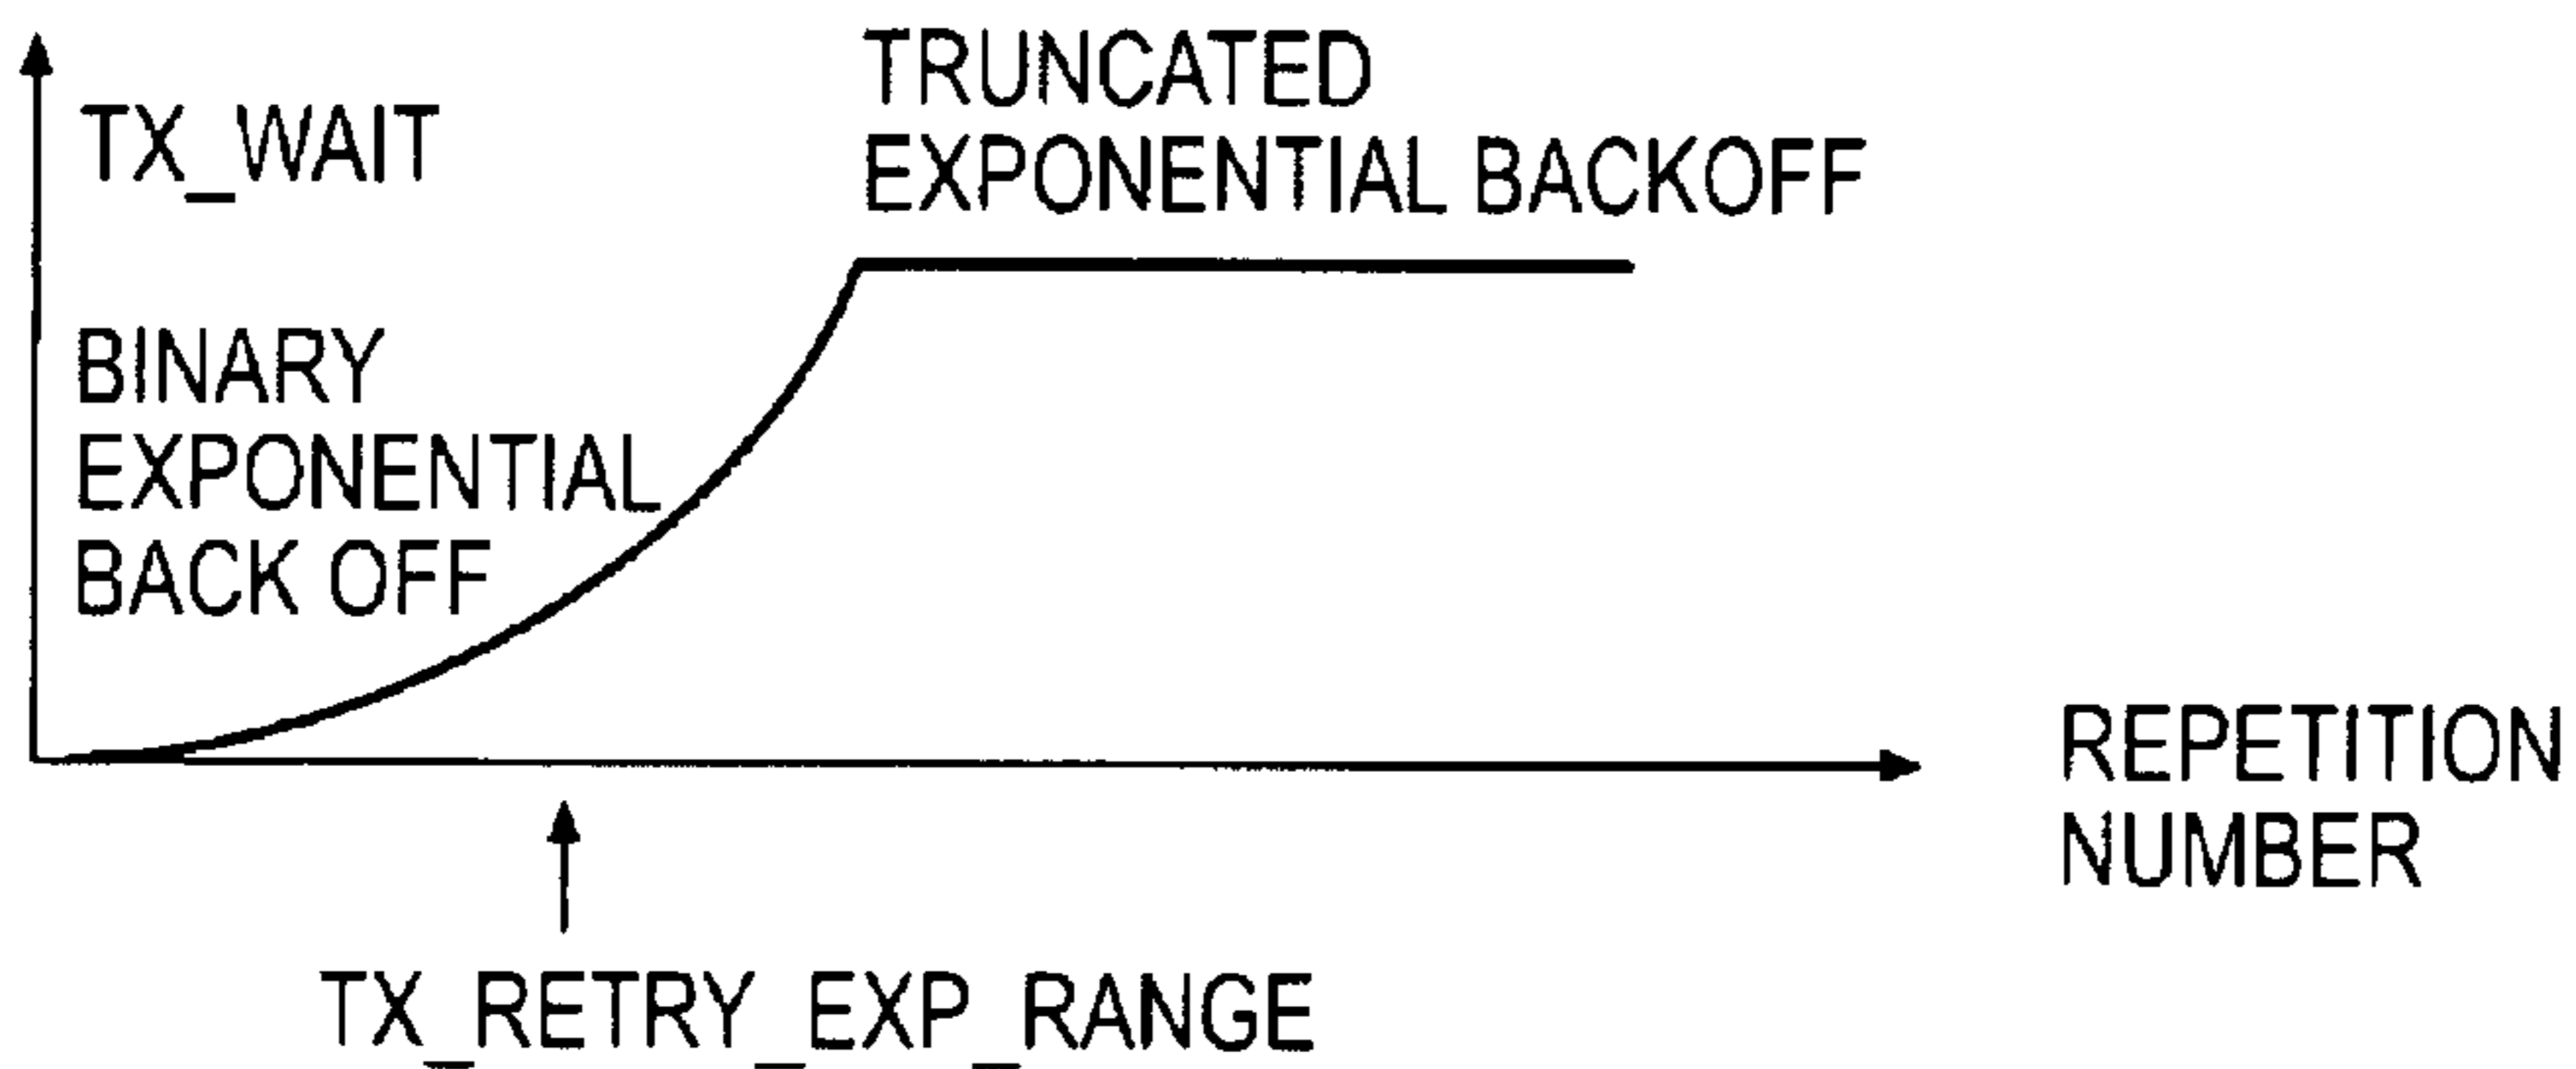 TRUNCATED
EXPONENTIAL BACKOFF
TX_WAIT
BINARY
EXPONENTIAL
BACK OFF
REPETITION
NUMBER
TX_RETRY_EXP_RANGE